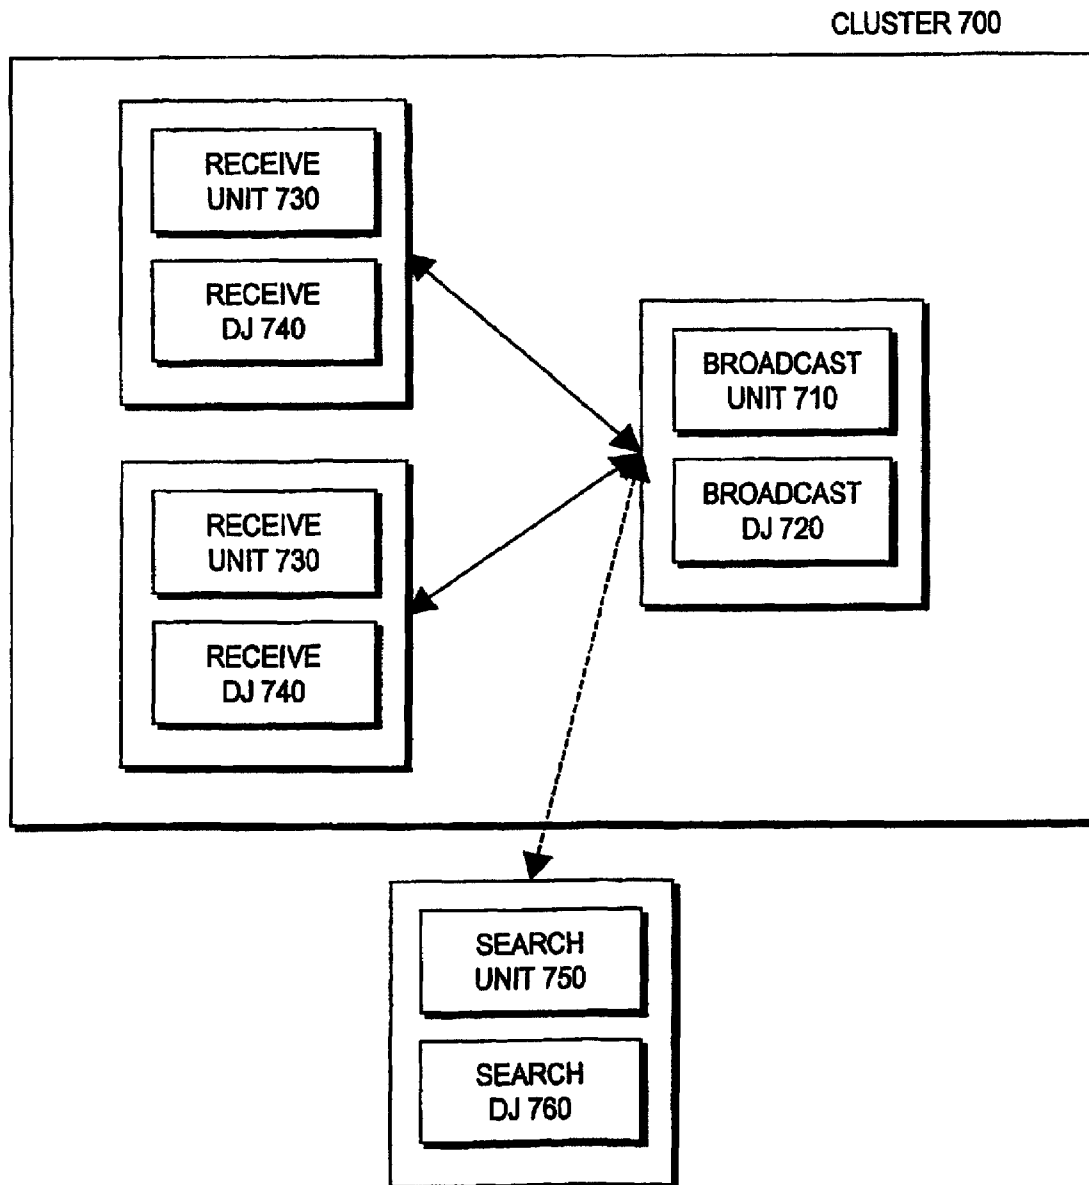 CLUSTER 700
RECEIVE
UNIT 730
RECEIVE
DJ 740
BROADCAST
UNIT 710
BROADCAST
DJ 720
RECEIVE
UNIT 730
RECEIVE
DJ 740
SEARCH
UNIT 750
SEARCH
DJ 760